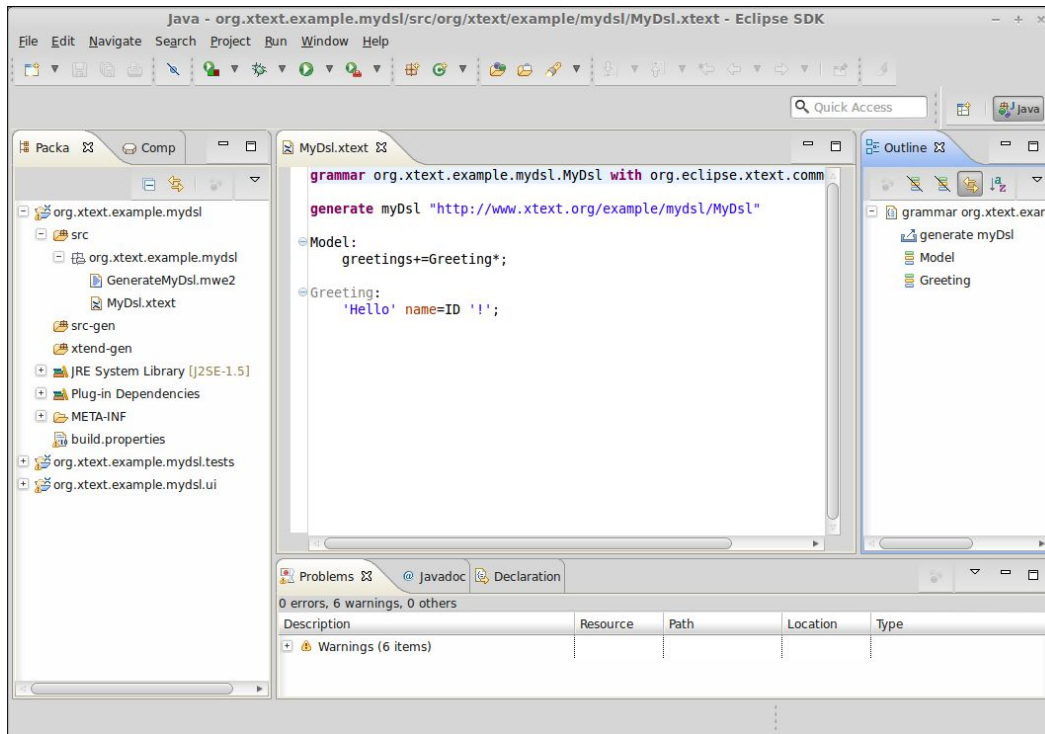 Java - org.xtext.example.mydsl/src/org/xtext/example/mydsl/MyDsl.xtext - Eclipse SDK
File Edit Navigate Search Project Run Window Help
Quick Access
Java
Packa
Comp
org.xtext.example.mydsl
src
org.xtext.example.mydsl
GenerateMyDsl.mwe2
MyDsl.xtext
src-gen
xtend-gen
JRE System Library [J2SE-1.5]
Plug-in Dependencies
META-INF
build.properties
org.xtext.example.mydsl.tests
org.xtext.example.mydsl.ui
MyDsl.xtext
grammar org.xtext.example.mydsl.MyDsl with org.eclipse.xtext.comm
generate myDsl "http://www.xtext.org/example/mydsl/MyDsl"
Model:
greetings+=Greeting*;
Greeting:
'Hello' name=ID '!';
Outline
grammar org.xtext.exar
generate myDsl
Model
Greeting
Problems @ Javadoc Declaration
0 errors, 6 warnings, 0 others
Description Resource Path Location Type
Warnings (6 items)